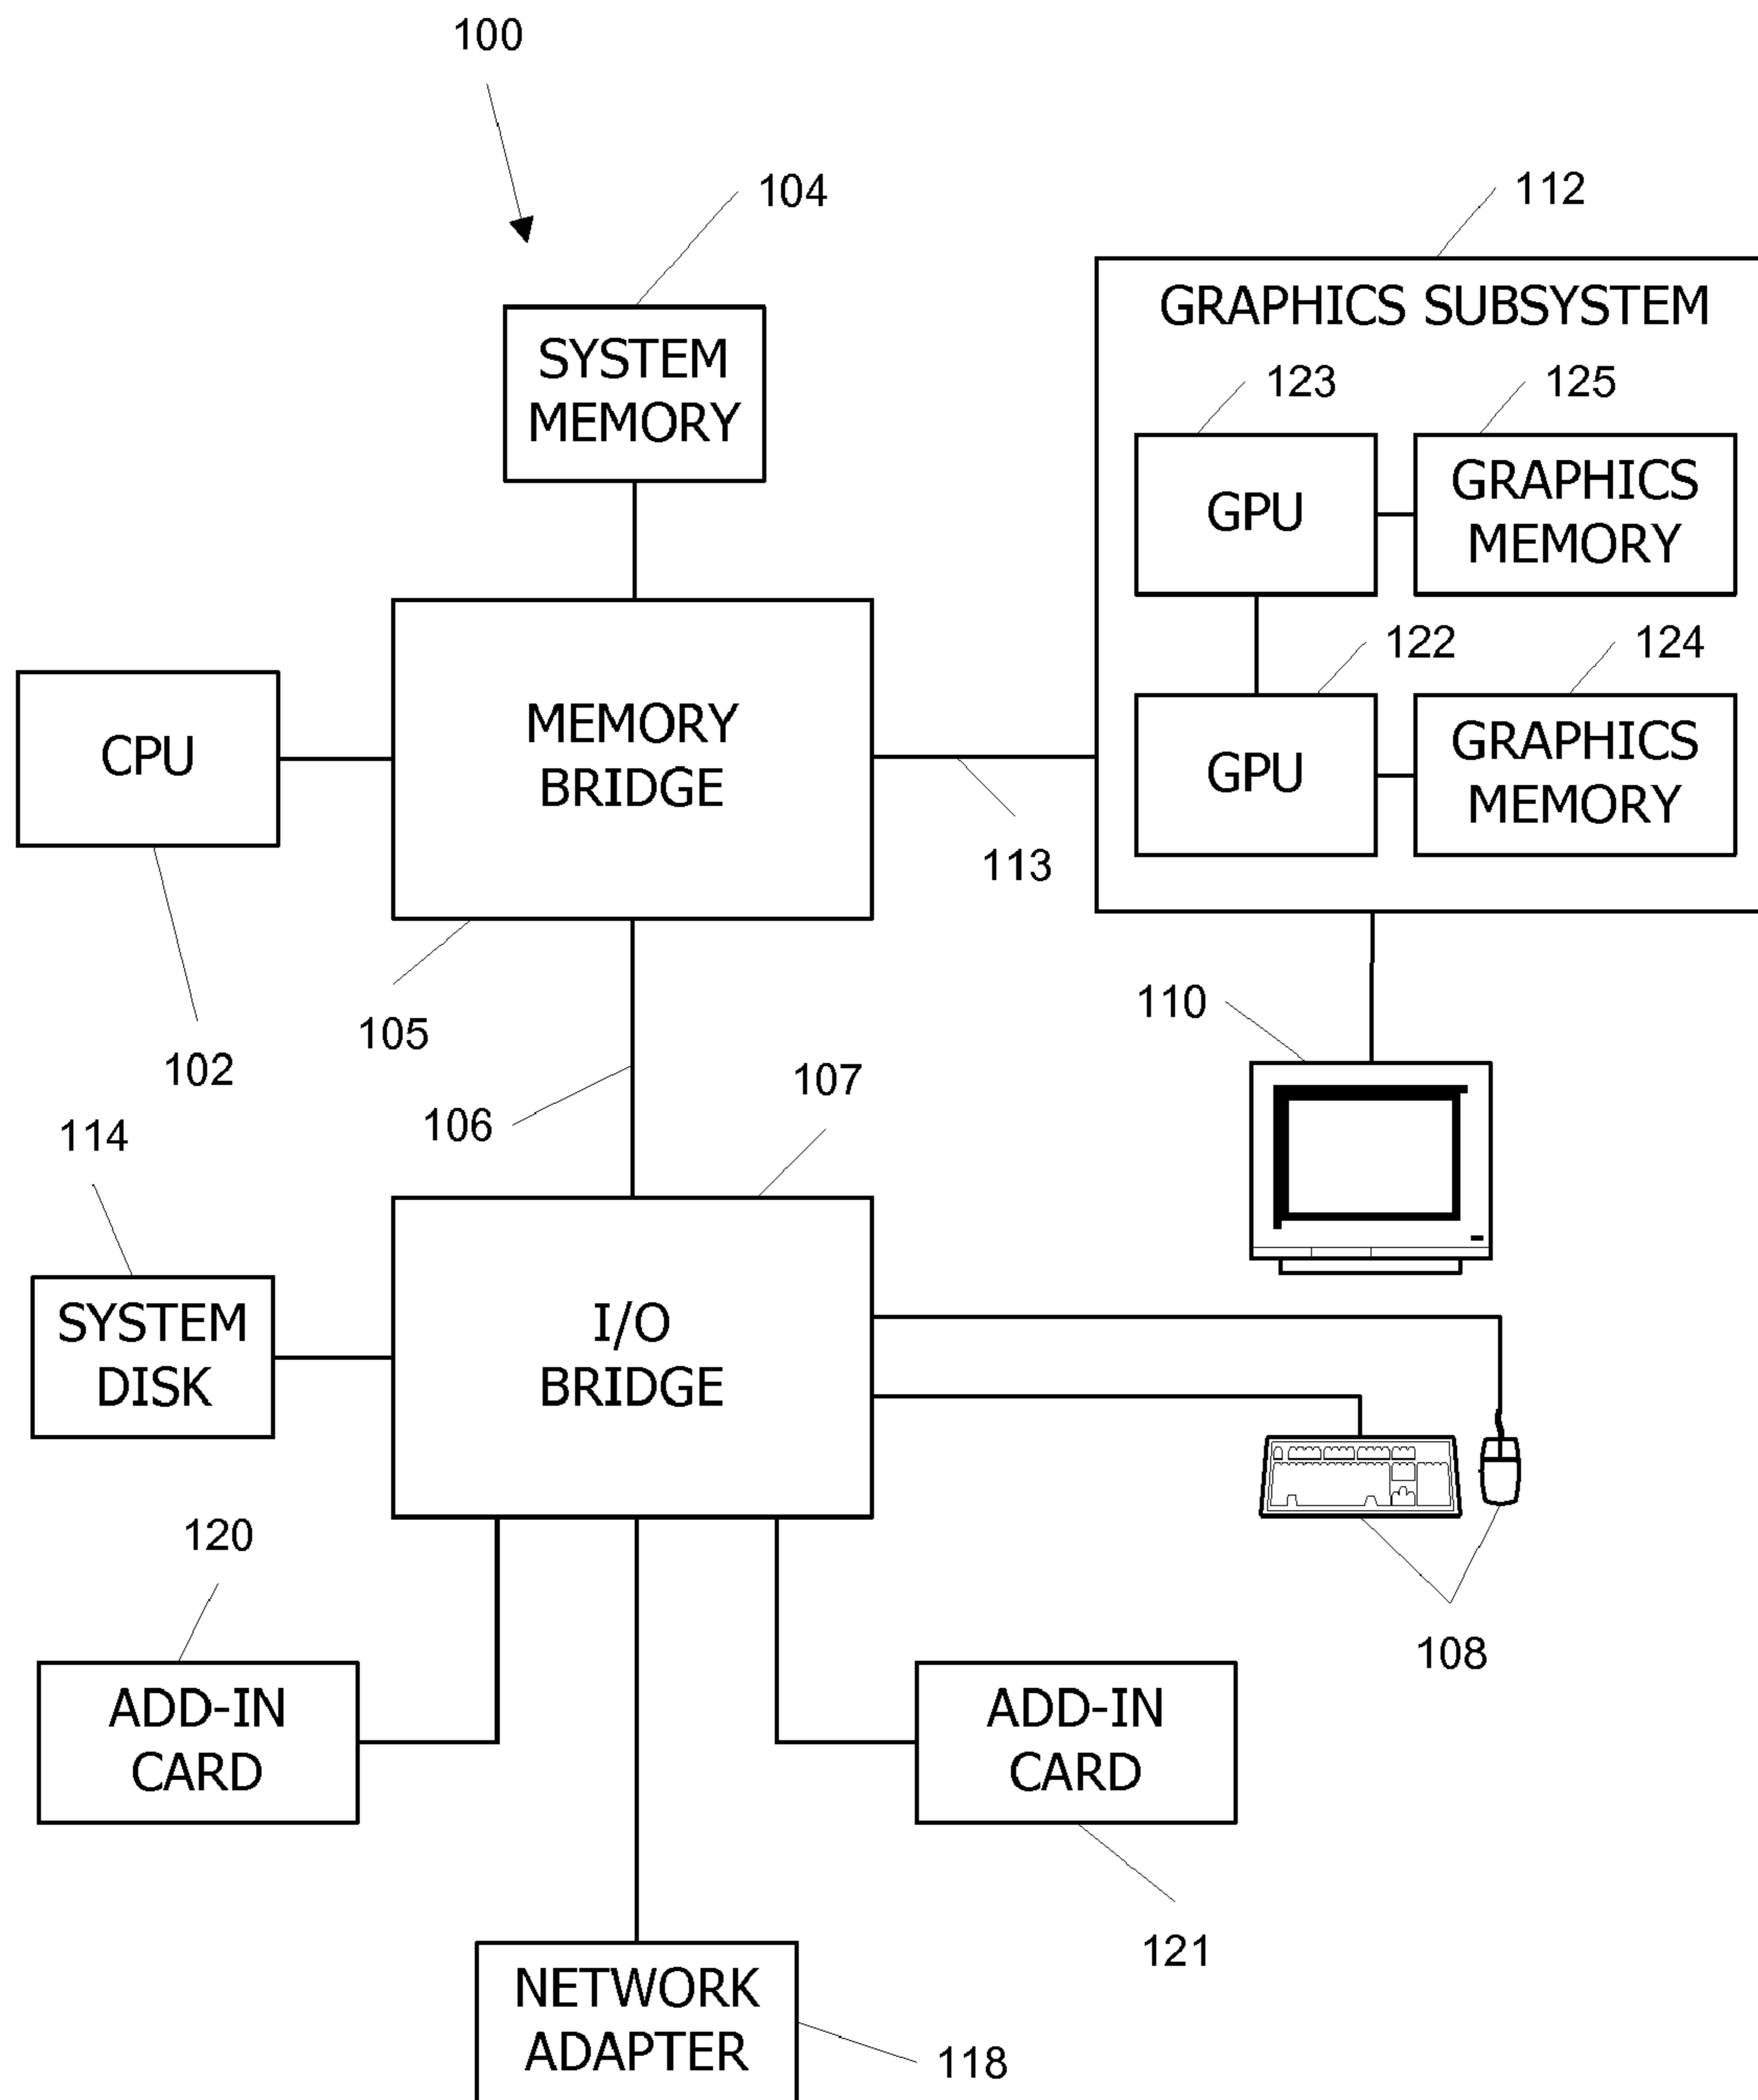 100
104
112
SYSTEM
MEMORY
GRAPHICS SUBSYSTEM
123
125
GPU
GRAPHICS
MEMORY
122
124
CPU
MEMORY
BRIDGE
GPU
GRAPHICS
MEMORY
113
105
102
110
106
107
114
SYSTEM
DISK
I/O
BRIDGE
120
108
ADD-IN
CARD
ADD-IN
CARD
121
NETWORK
ADAPTER
118